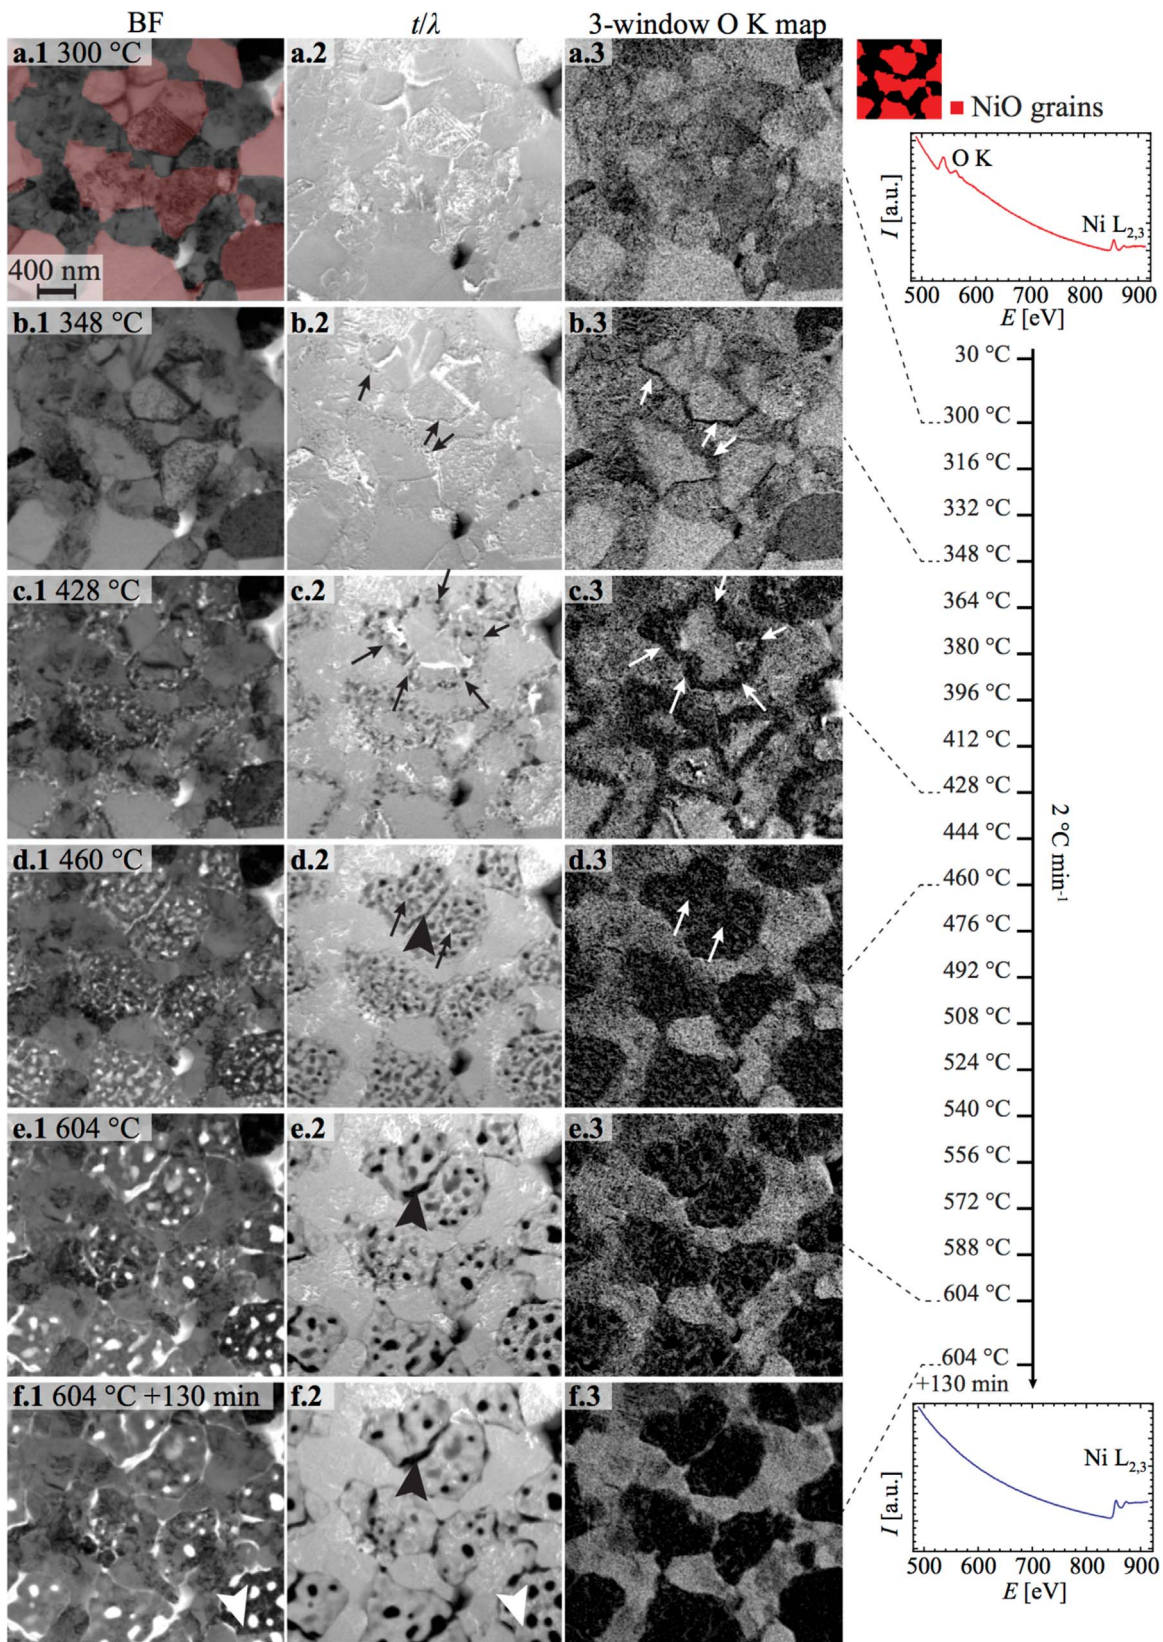 BF
t/λ
3-window O K map
a.1 300 °C
a.2
a.3
400 nm
NiO grains
I [a.u.]
O K
Ni L2,3
500 600 700 800 900
E [eV]
b.1 348 °C
b.2
b.3
c.1 428 °C
c.2
c.3
d.1 460 °C
d.2
d.3
e.1 604 °C
e.2
e.3
f.1 604 °C +130 min
f.2
f.3
30 °C
300 °C
316 °C
332 °C
348 °C
364 °C
380 °C
396 °C
412 °C
428 °C
444 °C
460 °C
476 °C
492 °C
508 °C
524 °C
540 °C
556 °C
572 °C
588 °C
604 °C
604 °C
+130 min
2 °C min-1
I [a.u.]
Ni L2,3
500 600 700 800 900
E [eV]